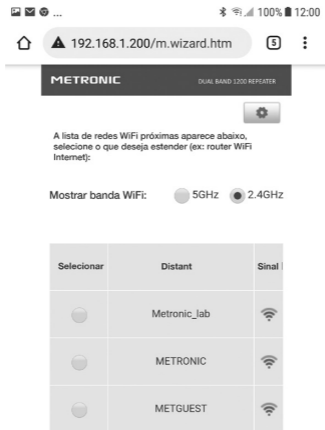 100% 12:00
192.168.1.200/m.wizard.htm 5
METRONIC DUAL BAND 1200 REPEATER
A lista de redes WiFi próximas aparece abaixo,
selecione o que deseja estender (ex: router WiFi
Internet):
Mostrar banda WiFi: 5GHz 2.4GHz
Selecionar Distant Sinal
Metronic_lab
METRONIC
METGUEST